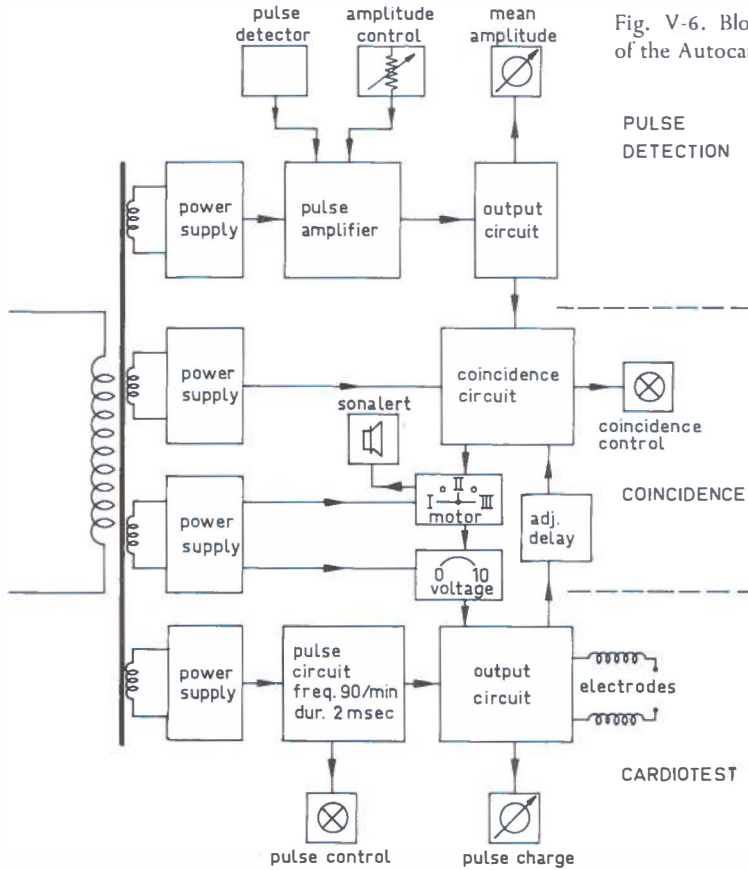 pulse
detector
amplitude
control
mean
amplitude
Fig. V-6. Blo
of the Autocar
PULSE
DETECTION
power
supply
pulse
amplifier
output
circuit
power
supply
coincidence
circuit
coincidence
control
sonalert
I II III
motor
COINCIDENCE
power
supply
adj.
delay
0 10
voltage
power
supply
pulse
circuit
freq. 90/min
dur. 2 msec
output
circuit
electrodes
CARDIOTEST
pulse control
pulse charge